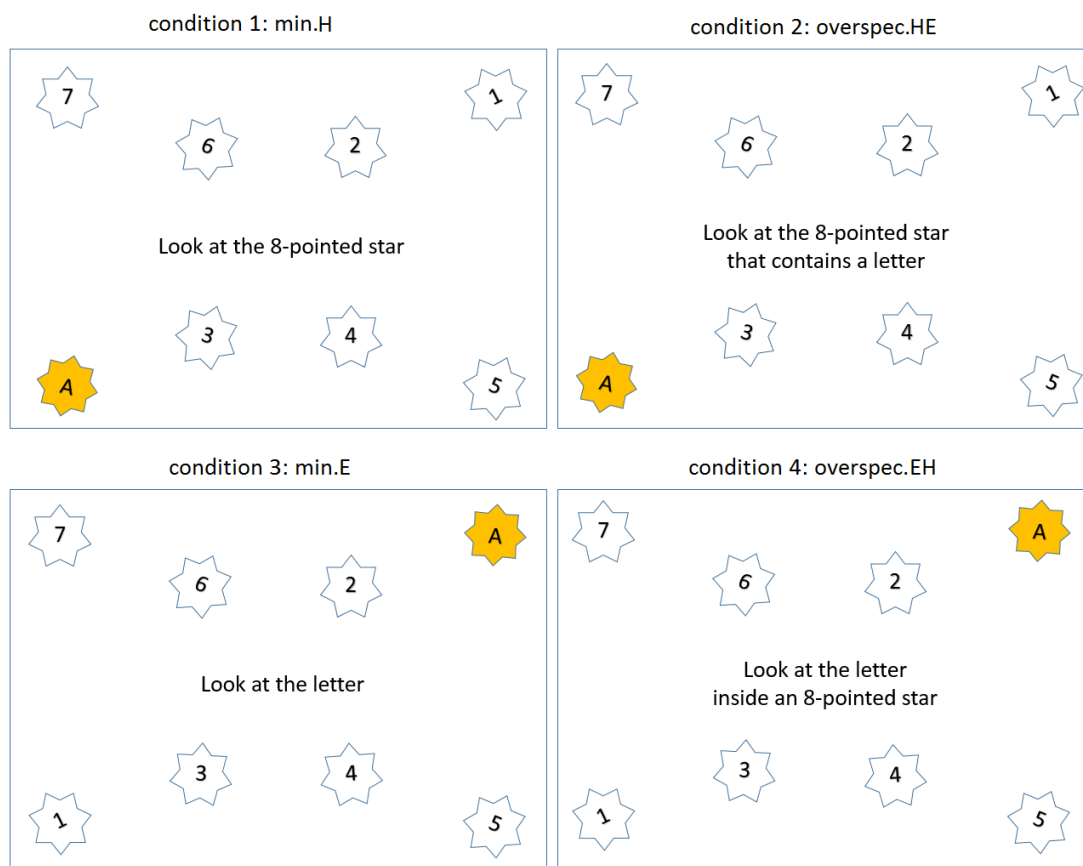 condition 1: min.H
7
1
6
2
Look at the 8-pointed star
3
4
A
5
condition 2: overspec.HE
7
1
6
2
Look at the 8-pointed star
that contains a letter
3
4
A
5
condition 3: min.E
7
A
6
2
Look at the letter
3
4
1
5
condition 4: overspec.EH
7
A
6
2
Look at the letter
inside an 8-pointed star
3
4
1
5